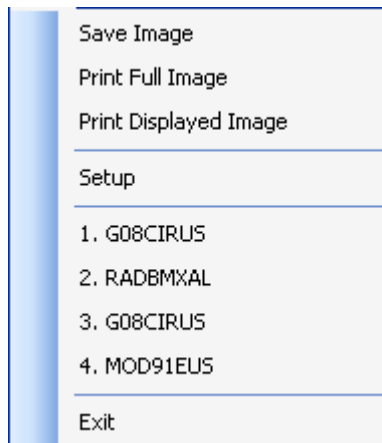 Save Image
Print Full Image
Print Displayed Image
Setup
1. G08CIRUS
2. RADBMXAL
3. G08CIRUS
4. MOD91EUS
Exit